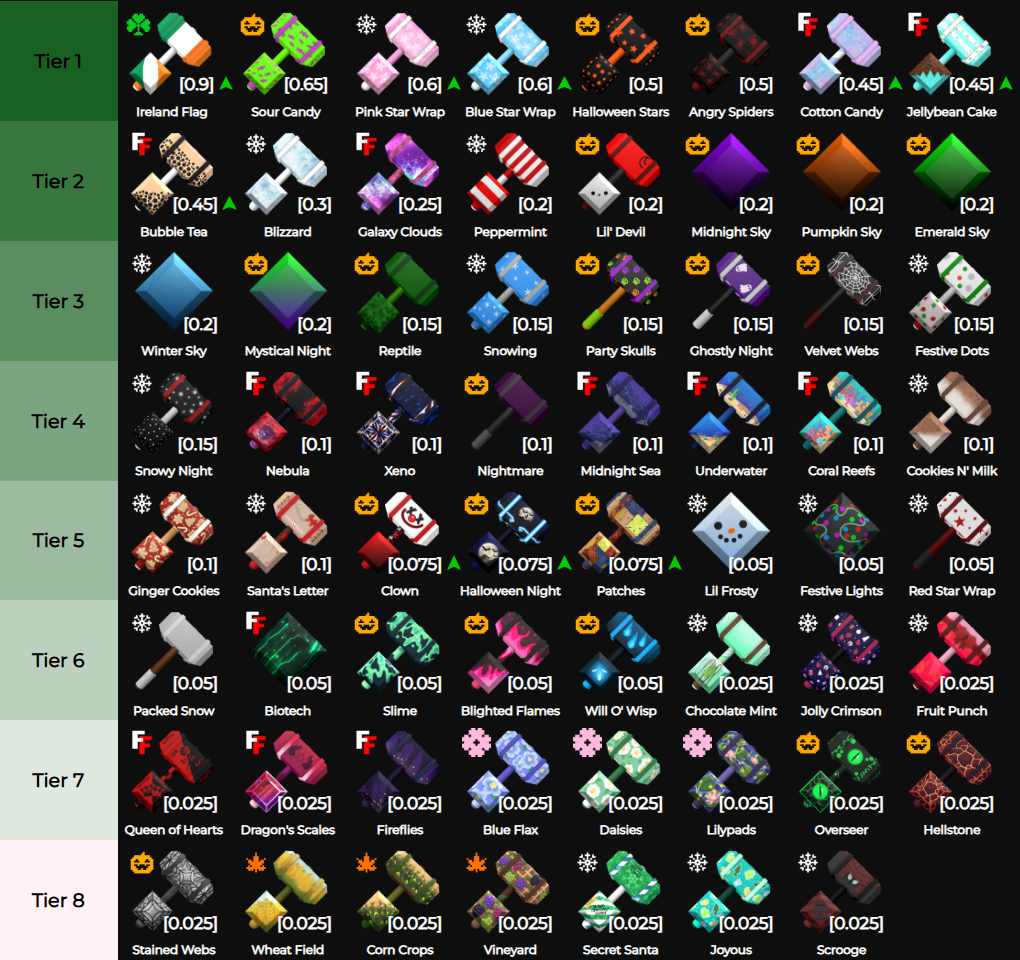 Tier 1
[0.9] [0.65] [0.6] [0.6] [0.5] [0.5] [0.45] [0.45]
Ireland Flag Sour Candy Pink Star Wrap Blue Star Wrap Halloween Stars Angry Spiders Cotton Candy Jellybean Cake
Tier 2
[0.45] [0.3] [0.25] [0.2] [0.2] [0.2] [0.2] [0.2]
Bubble Tea Blizzard Galaxy Clouds Peppermint Lil' Devil Midnight Sky Pumpkin Sky Emerald Sky
Tier 3
[0.2] [0.2] [0.15] [0.15] [0.15] [0.15] [0.15] [0.15]
Winter Sky Mystical Night Reptile Snowing Party Skulls Ghostly Night Velvet Webs Festive Dots
Tier 4
[0.15] [0.1] [0.1] [0.1] [0.1] [0.1] [0.1] [0.1]
Snowy Night Nebula Xeno Nightmare Midnight Sea Underwater Coral Reefs Cookies N' Milk
Tier 5
[0.1] [0.1] [0.075] [0.075] [0.075] [0.05] [0.05] [0.05]
Ginger Cookies Santa's Letter Clown Halloween Night Patches Lil Frosty Festive Lights Red Star Wrap
Tier 6
[0.05] [0.05] [0.05] [0.05] [0.05] [0.025] [0.025] [0.025]
Packed Snow Biotech Slime Blighted Flames Will O' Wisp Chocolate Mint Jolly Crimson Fruit Punch
Tier 7
[0.025] [0.025] [0.025] [0.025] [0.025] [0.025] [0.025] [0.025]
Queen of Hearts Dragon's Scales Fireflies Blue Flax Daisies Lilypads Overseer Hellstone
Tier 8
[0.025] [0.025] [0.025] [0.025] [0.025] [0.025] [0.025]
Stained Webs Wheat Field Corn Crops Vineyard Secret Santa Joyous Scrooge